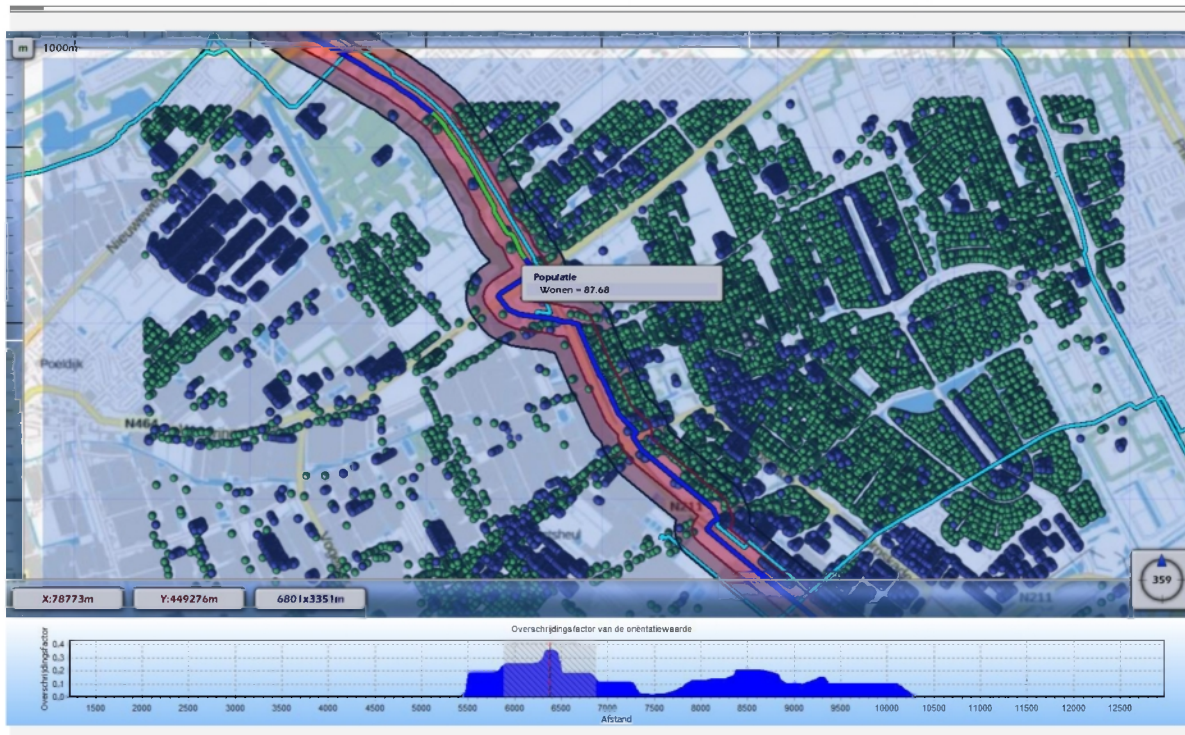 m 1000m
Populatie
Wonen = 87.68
Poeldijk
N464
N211
N211
X:78773m Y:449276m 6801x3351m
359
Overschrijdingsfactor van de oriëntatiewaarde
Overschrijdingsfactor
0,4
0,3
0,2
0,1
0,0
1500 2000 2500 3000 3500 4000 4500 5000 5500 6000 6500 7000 7500 8000 8500 9000 9500 10000 10500 11000 11500 12000 12500
Afstand